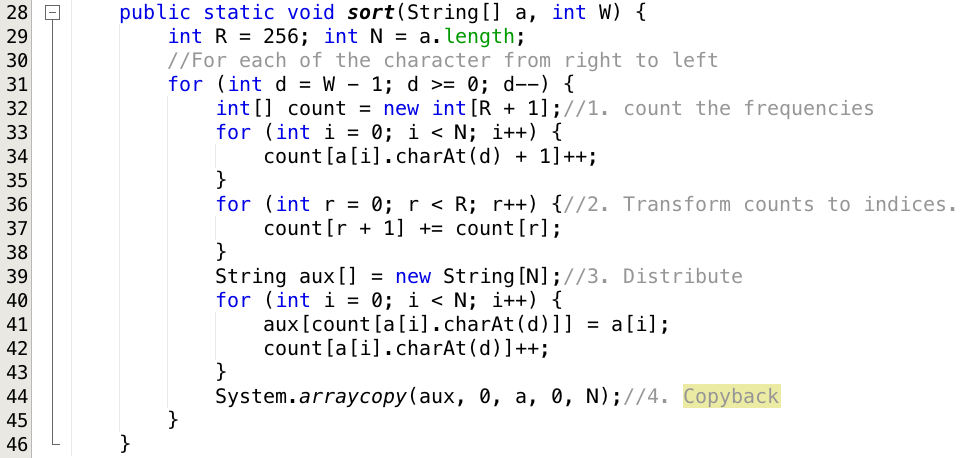 28 public static void sort(String[] a, int W) {
29 int R = 256; int N = a.length;
30 //For each of the character from right to left
31 for (int d = W - 1; d >= 0; d--) {
32 int[] count = new int[R + 1];//1. count the frequencies
33 for (int i = 0; i < N; i++) {
34 count[a[i].charAt(d) + 1]++;
35 }
36 for (int r = 0; r < R; r++) {//2. Transform counts to indices.
37 count[r + 1] += count[r];
38 }
39 String aux[] = new String[N];//3. Distribute
40 for (int i = 0; i < N; i++) {
41 aux[count[a[i].charAt(d)]] = a[i];
42 count[a[i].charAt(d)]++;
43 }
44 System.arraycopy(aux, 0, a, 0, N);//4. Copyback
45 }
46 }